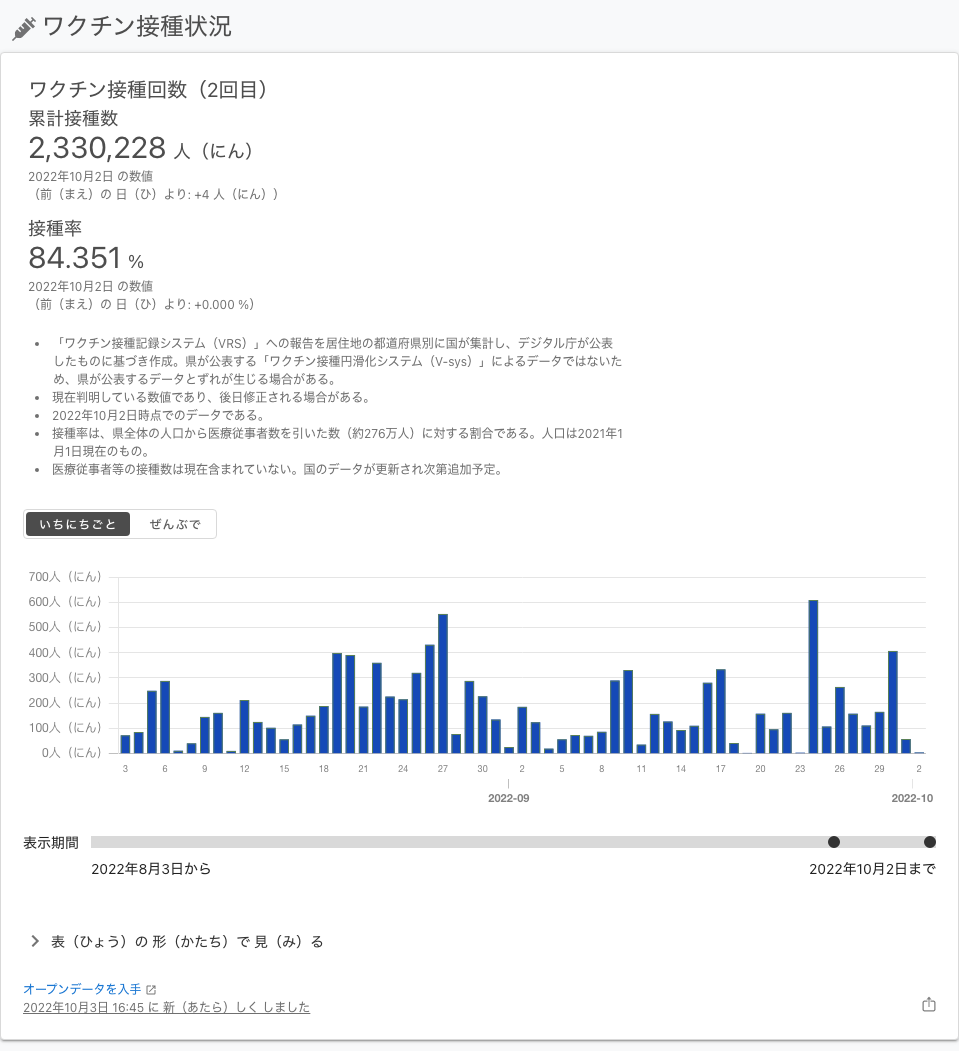 ワクチン接種状況
ワクチン接種回数（2回目）
累計接種数
2,330,228 人（にん）
2022年10月2日 の数値
（前（まえ）の 日（ひ）より: +4 人（にん））
接種率
84.351 %
2022年10月2日 の数値
（前（まえ）の 日（ひ）より: +0.000 %）
• 「ワクチン接種記録システム（VRS）」への報告を居住地の都道府県別に国が集計し、デジタル庁が公表
したものに基づき作成。県が公表する「ワクチン接種円滑化システム（V-sys）」によるデータではないた
め、県が公表するデータとずれが生じる場合がある。
• 現在判明している数値であり、後日修正される場合がある。
• 2022年10月2日時点でのデータである。
• 接種率は、県全体の人口から医療従事者数を引いた数（約276万人）に対する割合である。人口は2021年1
月1日現在のもの。
• 医療従事者等の接種数は現在含まれていない。国のデータが更新され次第追加予定。
いちにちごと ぜんぶで
700人（にん）
600人（にん）
500人（にん）
400人（にん）
300人（にん）
200人（にん）
100人（にん）
0人（にん）
3 6 9 12 15 18 21 24 27 30 2 5 8 11 14 17 20 23 26 29 2
2022-09 2022-10
表示期間
2022年8月3日から 2022年10月2日まで
表（ひょう）の 形（かたち）で 見（み）る
オープンデータを入手
2022年10月3日 16:45 に 新（あたら）しく しました